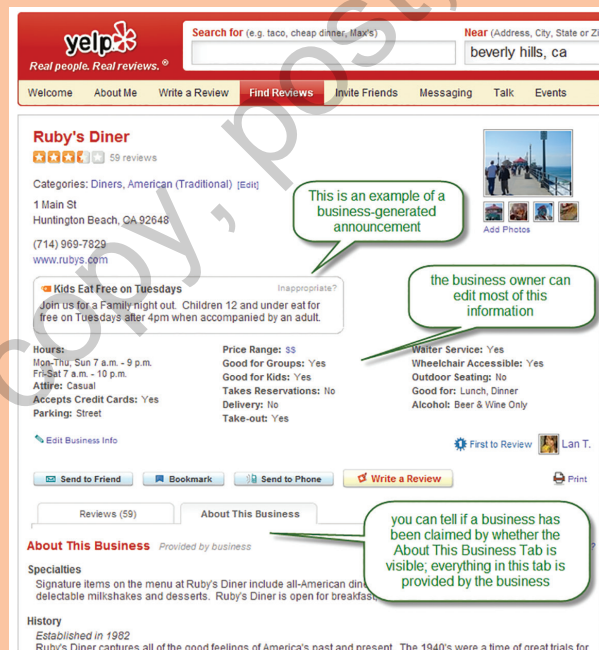 copy, post,
yelp
Real people. Real reviews.®
Search for (e.g. taco, cheap dinner, Max's)
Near (Address, City, State or Zi
beverly hills, ca
Welcome About Me Write a Review Find Reviews Invite Friends Messaging Talk Events
Ruby's Diner
59 reviews
Categories: Diners, American (Traditional) [Edit]
1 Main St
Huntington Beach, CA 92648
(714) 969-7829
www.rubys.com
Add Photos
This is an example of a
business-generated
announcement
Kids Eat Free on Tuesdays Inappropriate?
Join us for a Family night out. Children 12 and under eat for
free on Tuesdays after 4pm when accompanied by an adult.
the business owner can
edit most of this
information
Hours:
Mon-Thu, Sun 7 a.m. - 9 p.m.
Fri-Sat 7 a.m. - 10 p.m.
Attire: Casual
Accepts Credit Cards: Yes
Parking: Street
Price Range: $$
Good for Groups: Yes
Good for Kids: Yes
Takes Reservations: No
Delivery: No
Take-out: Yes
Waiter Service: Yes
Wheelchair Accessible: Yes
Outdoor Seating: No
Good for: Lunch, Dinner
Alcohol: Beer & Wine Only
Edit Business Info
First to Review Lan T.
Send to Friend Bookmark Send to Phone Write a Review Print
Reviews (59) About This Business
you can tell if a business has
been claimed by whether the
About This Business Tab is
visible; everything in this tab is
provided by the business
About This Business Provided by business ?
Specialties
Signature items on the menu at Ruby's Diner include all-American
delectable milkshakes and desserts. Ruby's Diner is open for breakfast,
History
Established in 1982
Ruby's Diner captures all of the good feelings of America's past and present. The 1940's were a time of great trials for